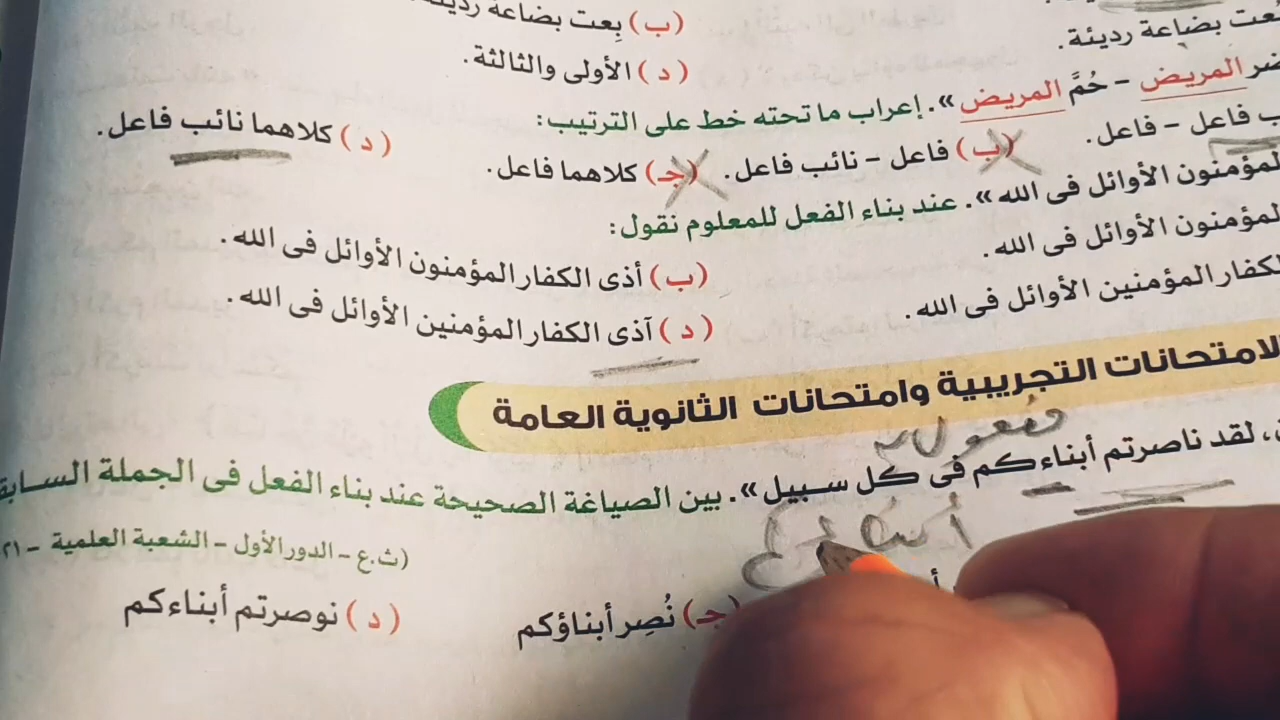 (ب) بِعت بضاعة
بعت بضاعة رديئة.
(د) الأولى والثالثة.
المريض - حُمَّ المريض». إعراب ما تحته خط على الترتيب:
فاعل - فاعل. (ب) فاعل - نائب فاعل. (جـ) كلاهما فاعل. (د) كلاهما نائب فاعل.
المؤمنون الأوائل فى الله». عند بناء الفعل للمعلوم نقول:
المؤمنون الأوائل فى الله. (ب) أذى الكفار المؤمنون الأوائل فى الله.
الكفار المؤمنين الأوائل فى الله. (د) آذى الكفار المؤمنين الأوائل فى الله.
الامتحانات التجريبية وامتحانات الثانوية العامة
مفعول به
، لقد ناصرتم أبناءكم فى كل سبيل». بين الصياغة الصحيحة عند بناء الفعل فى الجملة
(ث.ع - الدور الأول - الشعبة العلمية - ٢١
(جـ) نُصِر أبناؤكم (د) نوصرتم أبناءكم